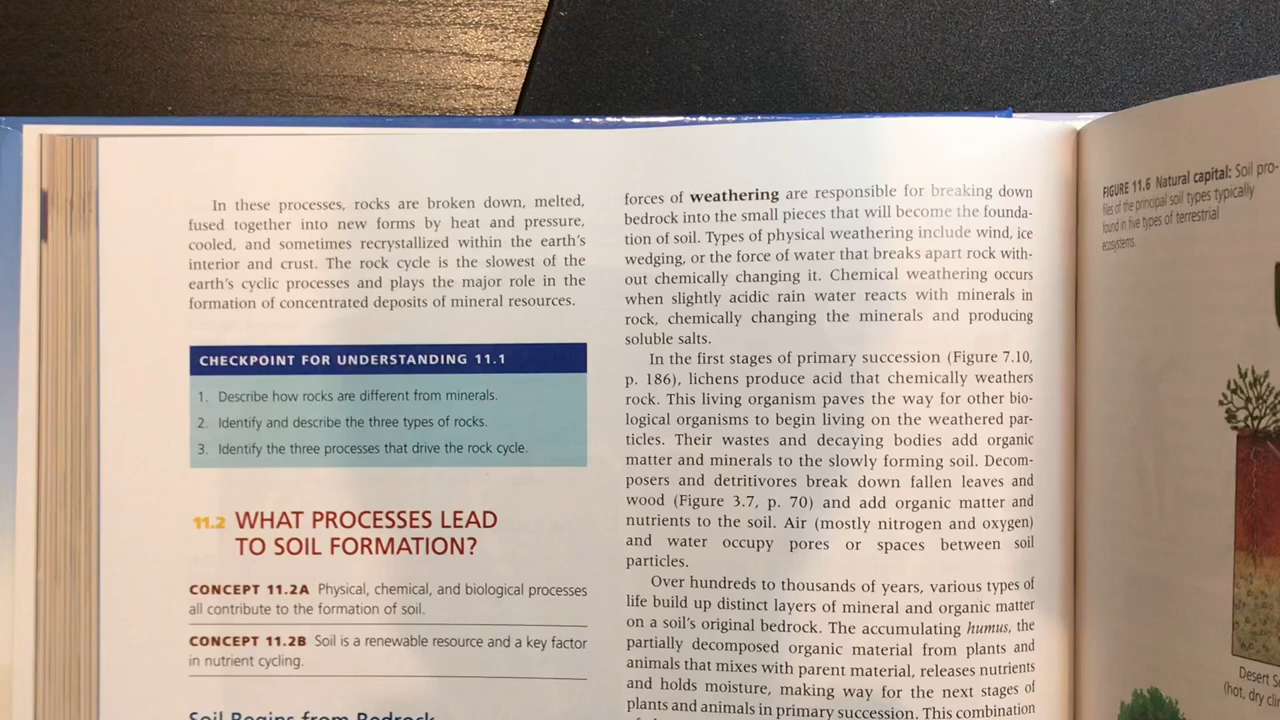 In these processes, rocks are broken down, melted,
fused together into new forms by heat and pressure,
cooled, and sometimes recrystallized within the earth's
interior and crust. The rock cycle is the slowest of the
earth's cyclic processes and plays the major role in the
formation of concentrated deposits of mineral resources.
CHECKPOINT FOR UNDERSTANDING 11.1
1. Describe how rocks are different from minerals.
2. Identify and describe the three types of rocks.
3. Identify the three processes that drive the rock cycle.
11.2 WHAT PROCESSES LEAD
TO SOIL FORMATION?
CONCEPT 11.2A Physical, chemical, and biological processes
all contribute to the formation of soil.
CONCEPT 11.2B Soil is a renewable resource and a key factor
in nutrient cycling.
Soil Begins from Bedrock
forces of weathering are responsible for breaking down
bedrock into the small pieces that will become the founda-
tion of soil. Types of physical weathering include wind, ice
wedging, or the force of water that breaks apart rock with-
out chemically changing it. Chemical weathering occurs
when slightly acidic rain water reacts with minerals in
rock, chemically changing the minerals and producing
soluble salts.
In the first stages of primary succession (Figure 7.10,
p. 186), lichens produce acid that chemically weathers
rock. This living organism paves the way for other bio-
logical organisms to begin living on the weathered par-
ticles. Their wastes and decaying bodies add organic
matter and minerals to the slowly forming soil. Decom-
posers and detritivores break down fallen leaves and
wood (Figure 3.7, p. 70) and add organic matter and
nutrients to the soil. Air (mostly nitrogen and oxygen)
and water occupy pores or spaces between soil
particles.
Over hundreds to thousands of years, various types of
life build up distinct layers of mineral and organic matter
on a soil's original bedrock. The accumulating humus, the
partially decomposed organic material from plants and
animals that mixes with parent material, releases nutrients
and holds moisture, making way for the next stages of
plants and animals in primary succession. This combination
FIGURE 11.6 Natural capital: Soil pro-
files of the principal soil types typically
found in five types of terrestrial
ecosystems.
Desert
(hot, dry